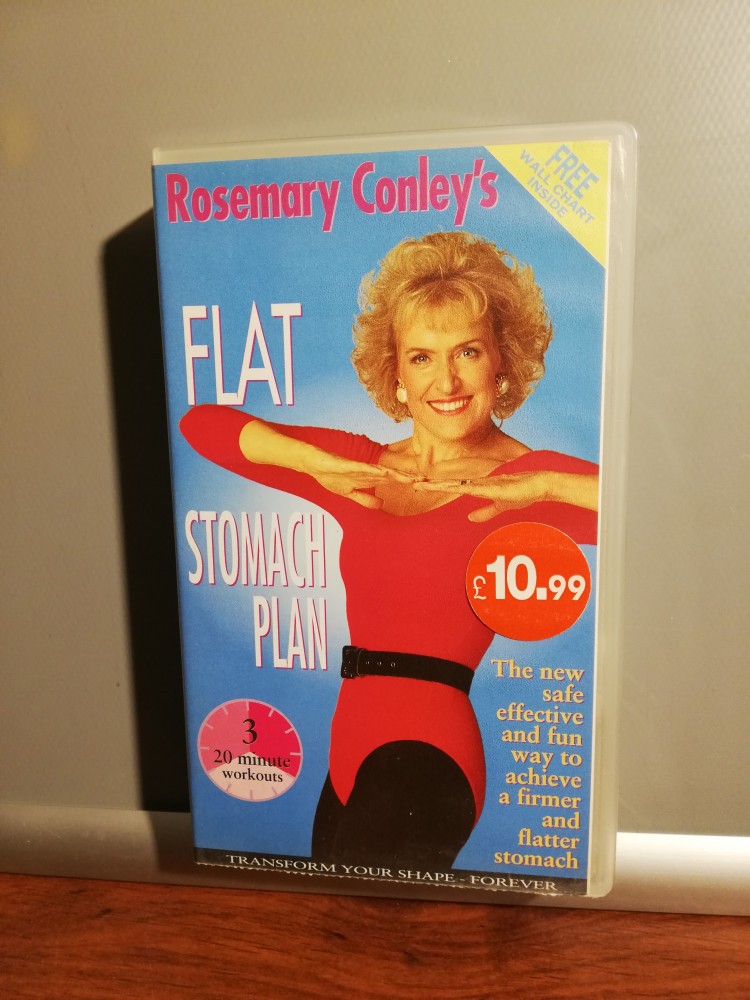 Rosemary Conley's
FREE
WALL CHART
INSIDE
FLAT
STOMACH
PLAN
£10.99
3
20 minute
workouts
The new
safe
effective
and fun
way to
achieve
a firmer
and
flatter
stomach
TRANSFORM YOUR SHAPE - FOREVER